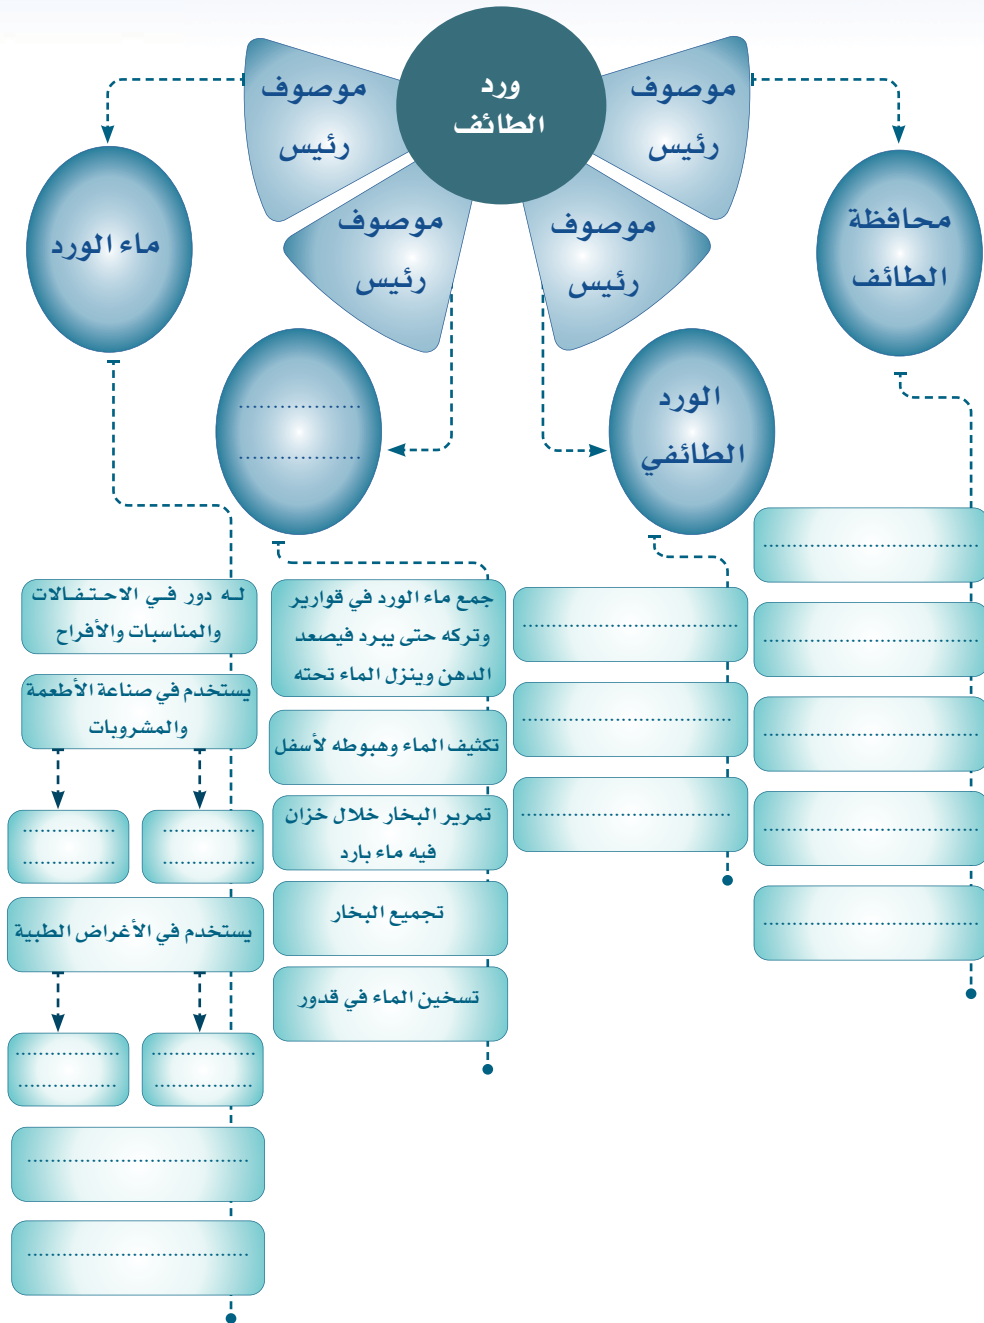 ورد
الطائف
موصوف
رئيس
موصوف
رئيس
موصوف
رئيس
موصوف
رئيس
محافظة
الطائف
الورد
الطائفي
..................
..................
ماء الورد
......................................
......................................
......................................
......................................
......................................
......................................
......................................
......................................
جمع ماء الورد في قوارير
وتركه حتى يبرد فيصعد
الدهن وينزل الماء تحته
تكثيف الماء وهبوطه لأسفل
تمرير البخار خلال خزان
فيه ماء بارد
تجميع البخار
تسخين الماء في قدور
له دور في الاحتفالات
والمناسبات والأفراح
يستخدم في صناعة الأطعمة
والمشروبات
..................
..................
..................
..................
يستخدم في الأغراض الطبية
..................
..................
..................
..................
......................................
......................................